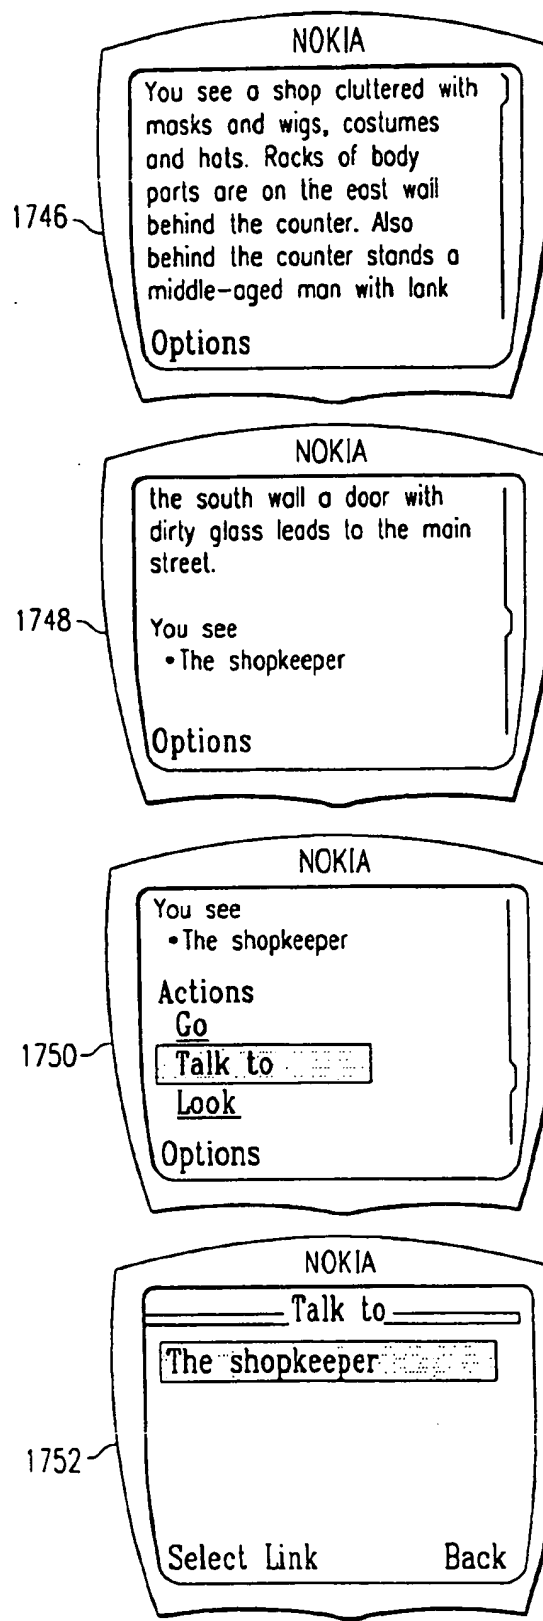 NOKIA
You see a shop cluttered with
masks and wigs, costumes
and hats. Racks of body
parts are on the east wall
behind the counter. Also
behind the counter stands a
middle-aged man with lank
Options
1746
NOKIA
the south wall a door with
dirty glass leads to the main
street.
You see
•The shopkeeper
Options
1748
NOKIA
You see
•The shopkeeper
Actions
Go
Talk to
Look
Options
1750
NOKIA
Talk to
The shopkeeper
Select Link Back
1752